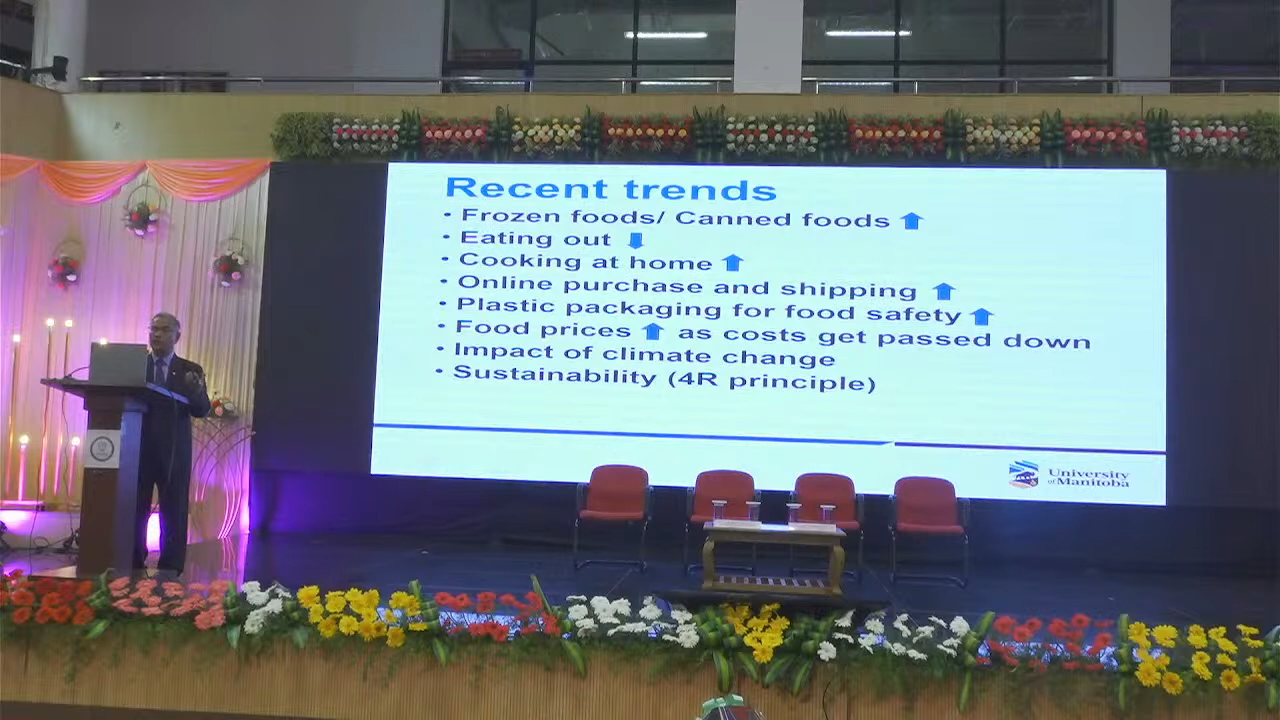 Recent trends
• Frozen foods/ Canned foods ⬆
• Eating out ⬇
• Cooking at home ⬆
• Online purchase and shipping ⬆
• Plastic packaging for food safety ⬆
• Food prices ⬆ as costs get passed down
• Impact of climate change
• Sustainability (4R principle)
University
of Manitoba